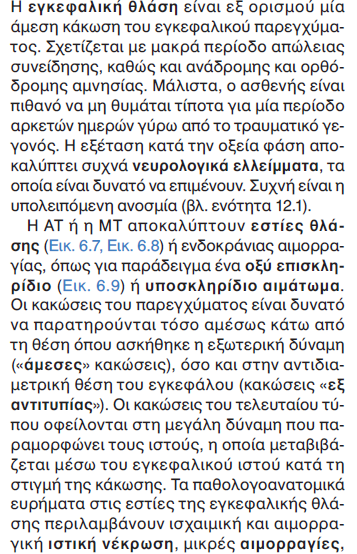 Η εγκεφαλική θλάση είναι εξ ορισμού μία
άμεση κάκωση του εγκεφαλικού παρεγχύμα-
τος. Σχετίζεται με μακρά περίοδο απώλειας
συνείδησης, καθώς και ανάδρομης και ορθό-
δρομης αμνησίας. Μάλιστα, ο ασθενής είναι
πιθανό να μη θυμάται τίποτα για μία περίοδο
αρκετών ημερών γύρω από το τραυματικό γε-
γονός. Η εξέταση κατά την οξεία φάση απο-
καλύπτει συχνά νευρολογικά ελλείμματα, τα
οποία είναι δυνατό να επιμένουν. Συχνή είναι η
υπολειπόμενη ανοσμία (βλ. ενότητα 12.1).
Η ΑΤ ή η ΜΤ αποκαλύπτουν εστίες θλά-
σης (Εικ. 6.7, Εικ. 6.8) ή ενδοκράνιας αιμορρα-
γίας, όπως για παράδειγμα ένα οξύ επισκλη-
ρίδιο (Εικ. 6.9) ή υποσκληρίδιο αιμάτωμα.
Οι κακώσεις του παρεγχύματος είναι δυνατό
να παρατηρούνται τόσο αμέσως κάτω από
τη θέση όπου ασκήθηκε η εξωτερική δύναμη
(«άμεσες» κακώσεις), όσο και στην αντιδια-
μετρική θέση του εγκεφάλου (κακώσεις «εξ
αντιτυπίας»). Οι κακώσεις του τελευταίου τύ-
που οφείλονται στη μεγάλη δύναμη που πα-
ραμορφώνει τους ιστούς, η οποία μεταβιβά-
ζεται μέσω του εγκεφαλικού ιστού κατά τη
στιγμή της κάκωσης. Τα παθολογοανατομικά
ευρήματα στις εστίες της εγκεφαλικής θλά-
σης περιλαμβάνουν ισχαιμική και αιμορρα-
γική ιστική νέκρωση, μικρές αιμορραγίες,